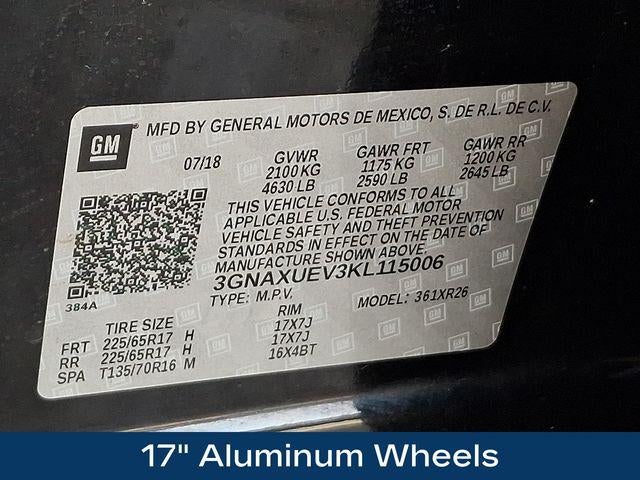 GM
MFD BY GENERAL MOTORS DE MEXICO, S. DE R.L. DE C.V.
07/18 GVWR GAWR FRT GAWR RR
2100 KG 1175 KG 1200 KG
4630 LB 2590 LB 2645 LB
THIS VEHICLE CONFORMS TO ALL
APPLICABLE U.S. FEDERAL MOTOR
VEHICLE SAFETY AND THEFT PREVENTION
STANDARDS IN EFFECT ON THE DATE OF
MANUFACTURE SHOWN ABOVE.
3GNAXUEV3KL115006
384A
TYPE: M.P.V. MODEL: 361XR26
TIRE SIZE RIM
FRT 225/65R17 H 17X7J
RR 225/65R17 H 17X7J
SPA T135/70R16 M 16X4BT
17" Aluminum Wheels